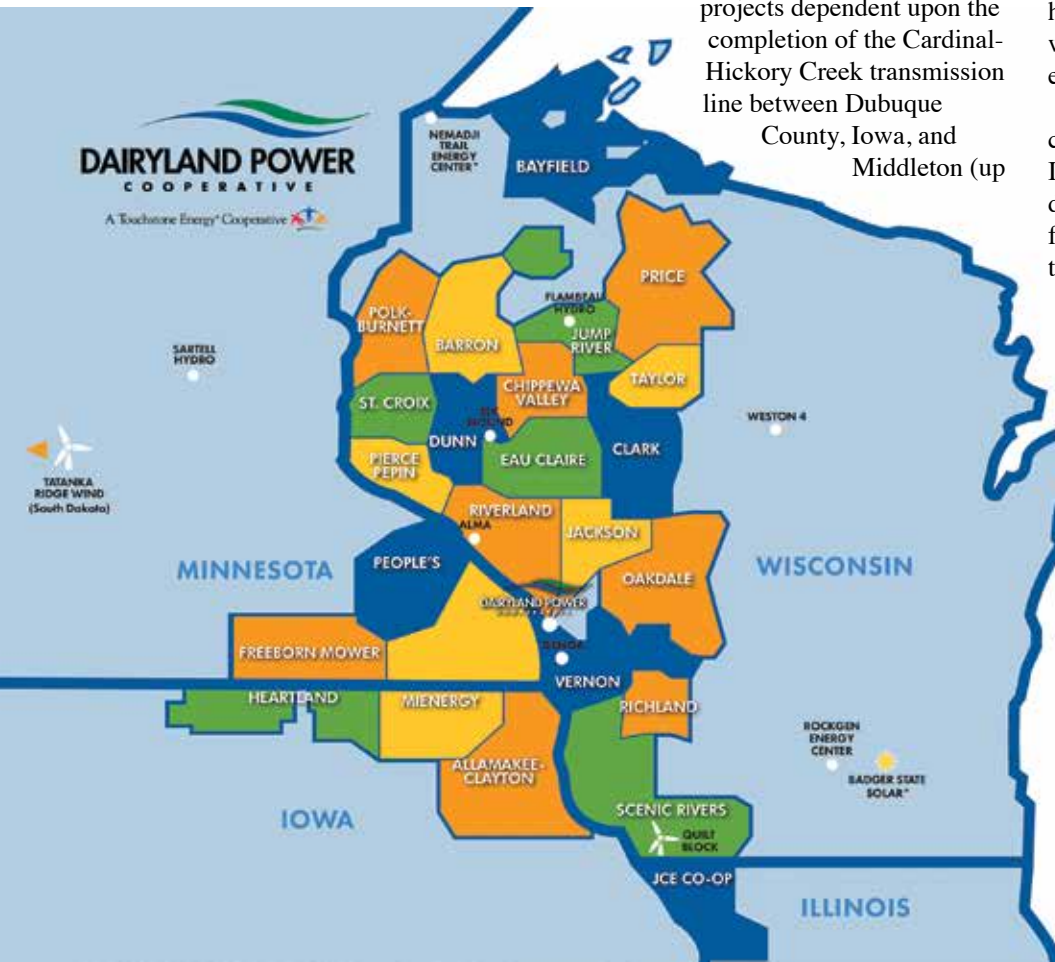 projects dependent upon the
completion of the Cardinal-
Hickory Creek transmission
line between Dubuque
County, Iowa, and
Middleton (up
DAIRYLAND POWER
COOPERATIVE
A Touchstone Energy® Cooperative
NEMADJI
TRAIL
ENERGY
CENTER*
BAYFIELD
PRICE
POLK-
BURNETT
BARRON
FLAMBEAU
HYDRO
JUMP
RIVER
SARTELL
HYDRO
ST. CROIX
CHIPPEWA
VALLEY
TAYLOR
ELK
MOUND
DUNN
WESTON 4
PIERCE
PEPIN
EAU CLAIRE
CLARK
TATANKA
RIDGE WIND
(South Dakota)
RIVERLAND
ALMA
JACKSON
PEOPLE'S
MINNESOTA
OAKDALE
WISCONSIN
DAIRYLAND POWER
GENOA
FREEBORN MOWER
VERNON
HEARTLAND
MIENERGY
RICHLAND
ROCKGEN
ENERGY
CENTER
ALLAMAKEE-
CLAYTON
BADGER STATE
SOLAR*
IOWA
SCENIC RIVERS
QUILT
BLOCK
JCE CO-OP
ILLINOIS